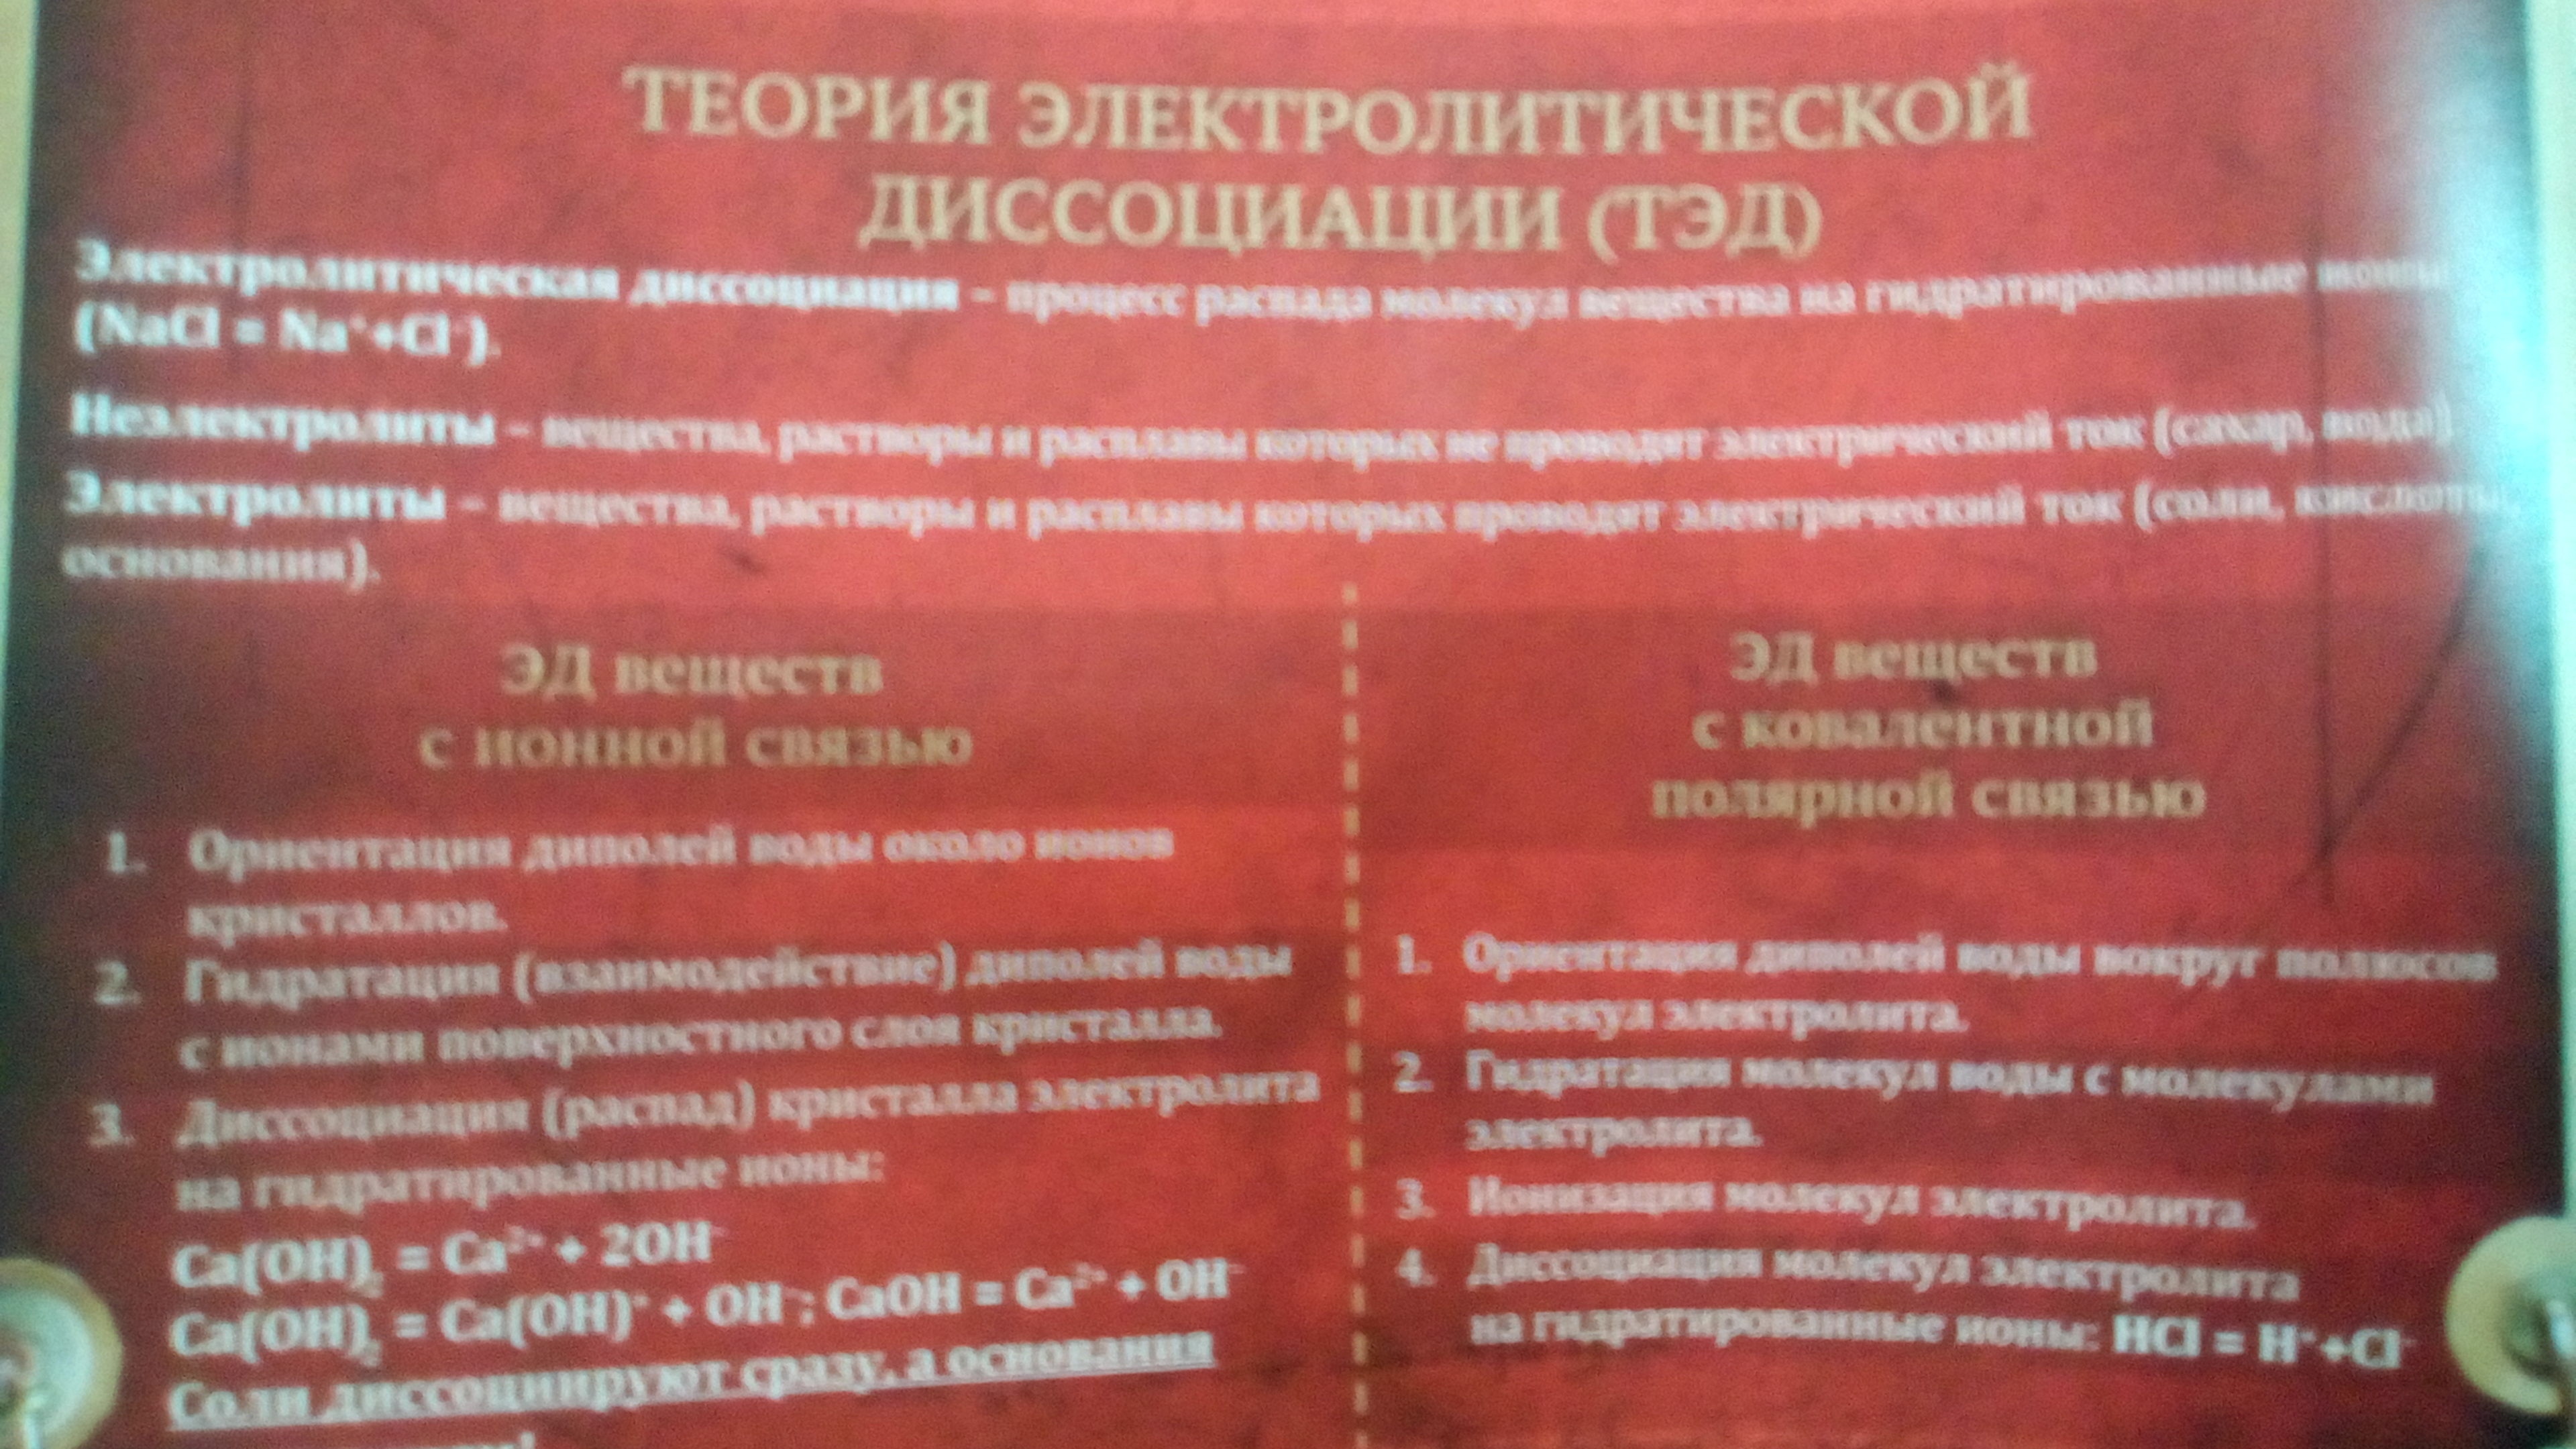 ТЕОРИЯ ЭЛЕКТРОЛИТИЧЕСКОЙ
ДИССОЦИАЦИИ (ТЭД)
Электролитическая диссоциация – процесс распада молекул вещества на гидратированные ионы
(NaCl = Na⁺+Cl⁻).
Неэлектролиты – вещества, растворы и расплавы которых не проводят электрический ток (сахар, вода)
Электролиты – вещества, растворы и расплавы которых проводят электрический ток (соли, кислоты,
основания).
ЭД веществ
с ионной связью
1. Ориентация диполей воды около ионов
кристаллов.
2. Гидратация (взаимодействие) диполей воды
с ионами поверхностного слоя кристалла.
3. Диссоциация (распад) кристалла электролита
на гидратированные ионы:
Ca(OH)₂ = Ca²⁺ + 2OH⁻
Ca(OH)₂ = Ca(OH)⁺ + OH⁻; CaOH = Ca²⁺ + OH⁻
Соли диссоциируют сразу, а основания
ЭД веществ
с ковалентной
полярной связью
1. Ориентация диполей воды вокруг полюсов
молекул электролита.
2. Гидратация молекул воды с молекулами
электролита.
3. Ионизация молекул электролита.
4. Диссоциация молекул электролита
на гидратированные ионы: HCl = H⁺+Cl⁻